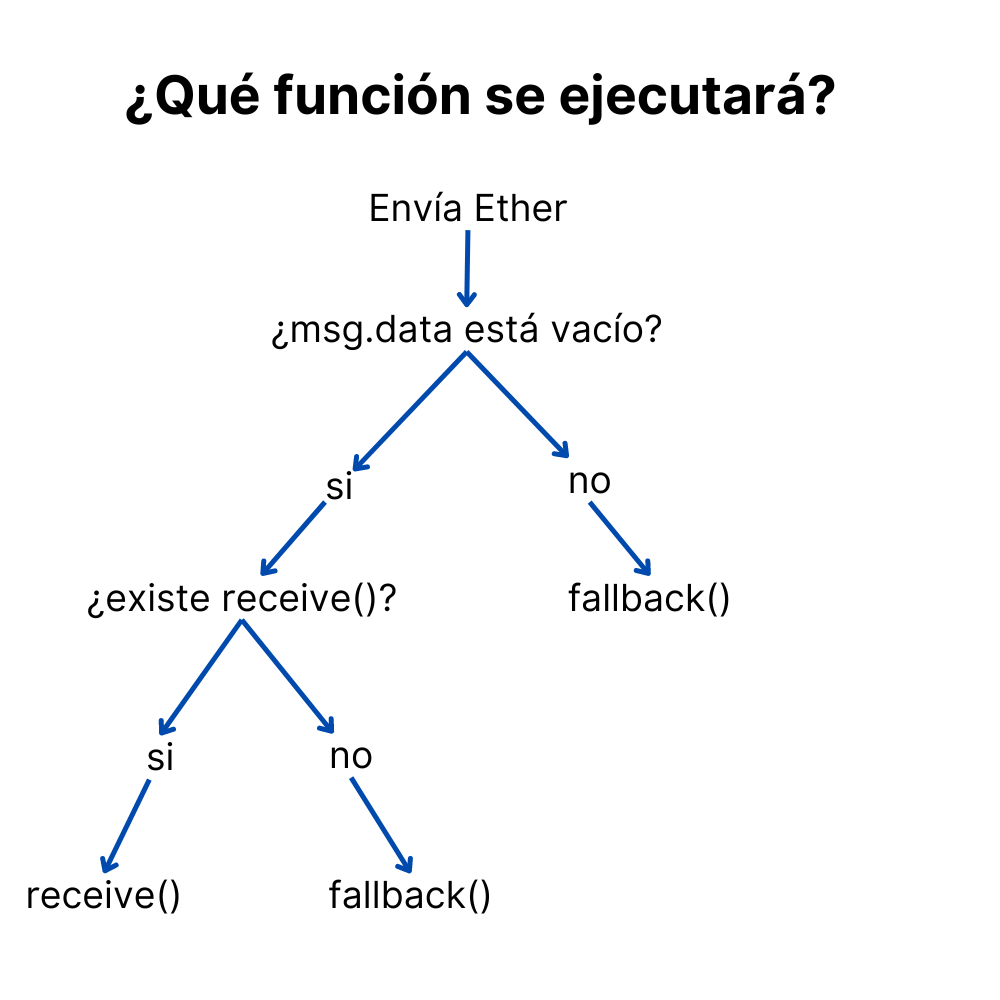 ¿Qué función se ejecutará?
Envía Ether
¿msg.data está vacío?
si
no
¿existe receive()?
fallback()
si
no
receive()
fallback()